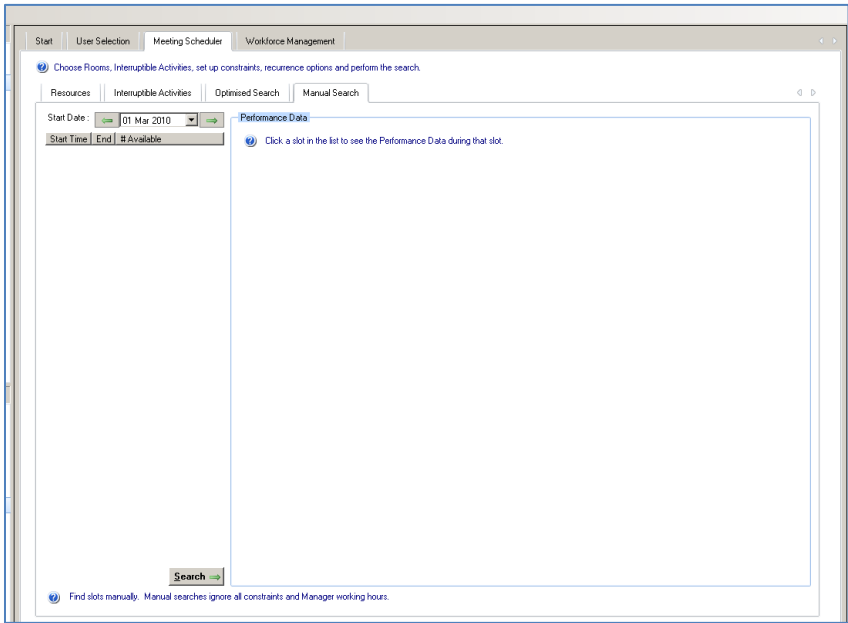 Start User Selection Meeting Scheduler Workforce Management
Choose Rooms, Interruptible Activities, set up constraints, recurrence options and perform the search.
Resources Interruptible Activities Optimised Search Manual Search
Start Date : 01 Mar 2010
Performance Data
Start Time End # Available
Click a slot in the list to see the Performance Data during that slot.
Search
Find slots manually. Manual searches ignore all constraints and Manager working hours.